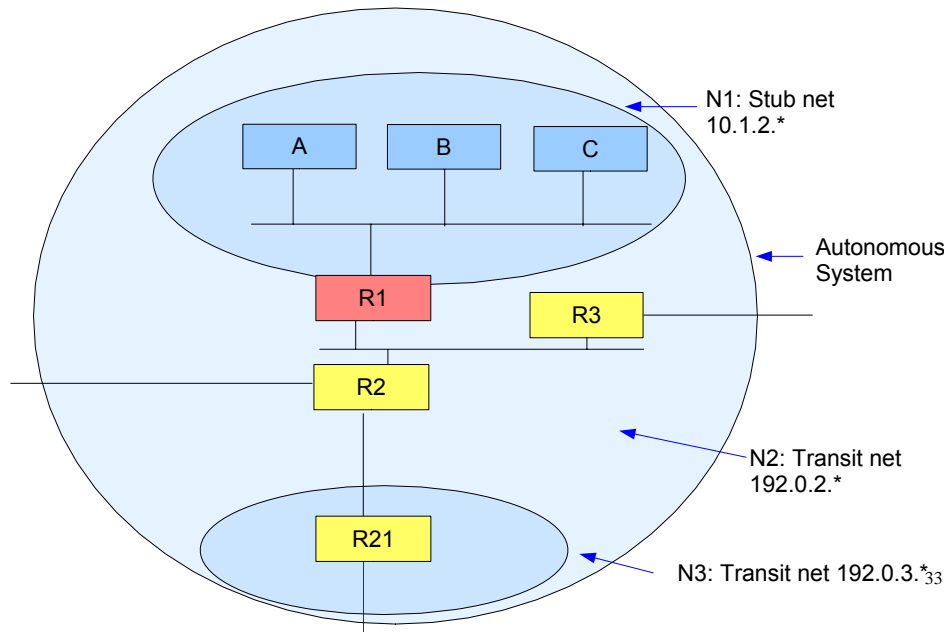 N1: Stub net
10.1.2.*
A
B
C
Autonomous
System
R1
R3
R2
N2: Transit net
192.0.2.*
R21
N3: Transit net 192.0.3.*
33